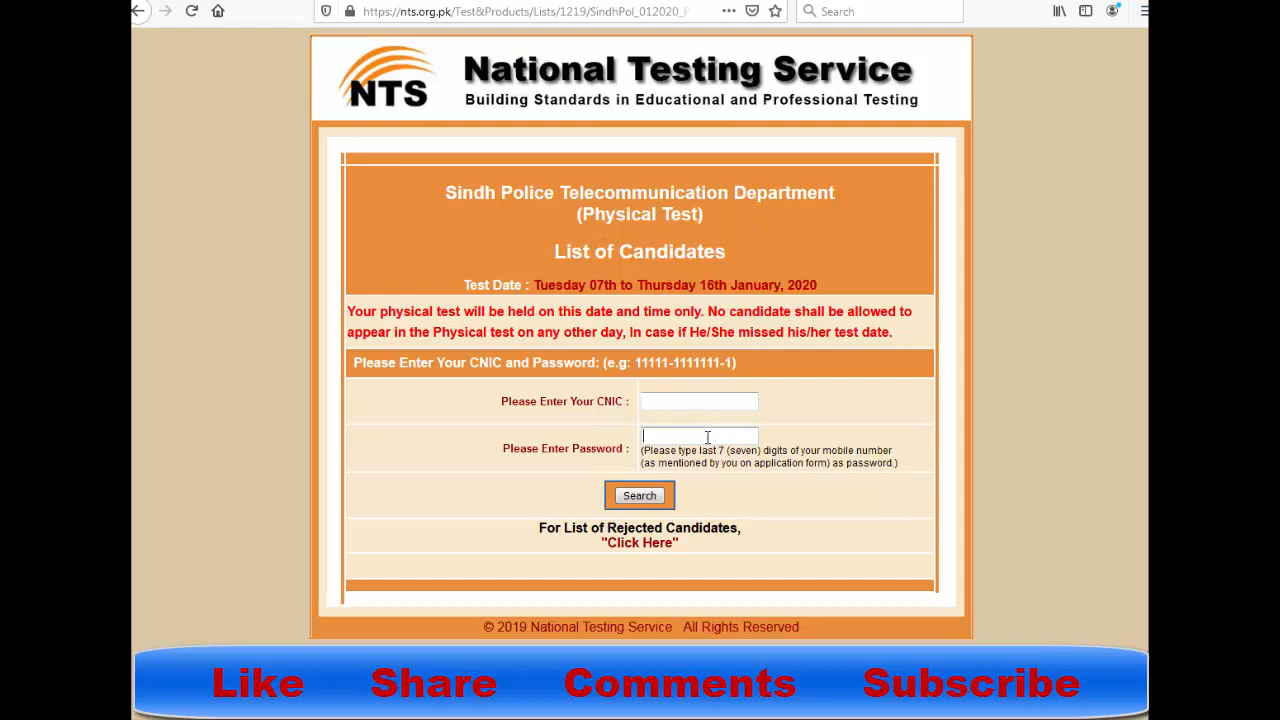 https://nts.org.pk/Test&Products/Lists/1219/SindhPol_012020_P
Search
NTS
National Testing Service
Building Standards in Educational and Professional Testing
Sindh Police Telecommunication Department
(Physical Test)
List of Candidates
Test Date : Tuesday 07th to Thursday 16th January, 2020
Your physical test will be held on this date and time only. No candidate shall be allowed to
appear in the Physical test on any other day, In case if He/She missed his/her test date.
Please Enter Your CNIC and Password: (e.g: 11111-1111111-1)
Please Enter Your CNIC :
Please Enter Password :
(Please type last 7 (seven) digits of your mobile number
(as mentioned by you on application form) as password.)
Search
For List of Rejected Candidates,
"Click Here"
© 2019 National Testing Service All Rights Reserved
Like Share Comments Subscribe